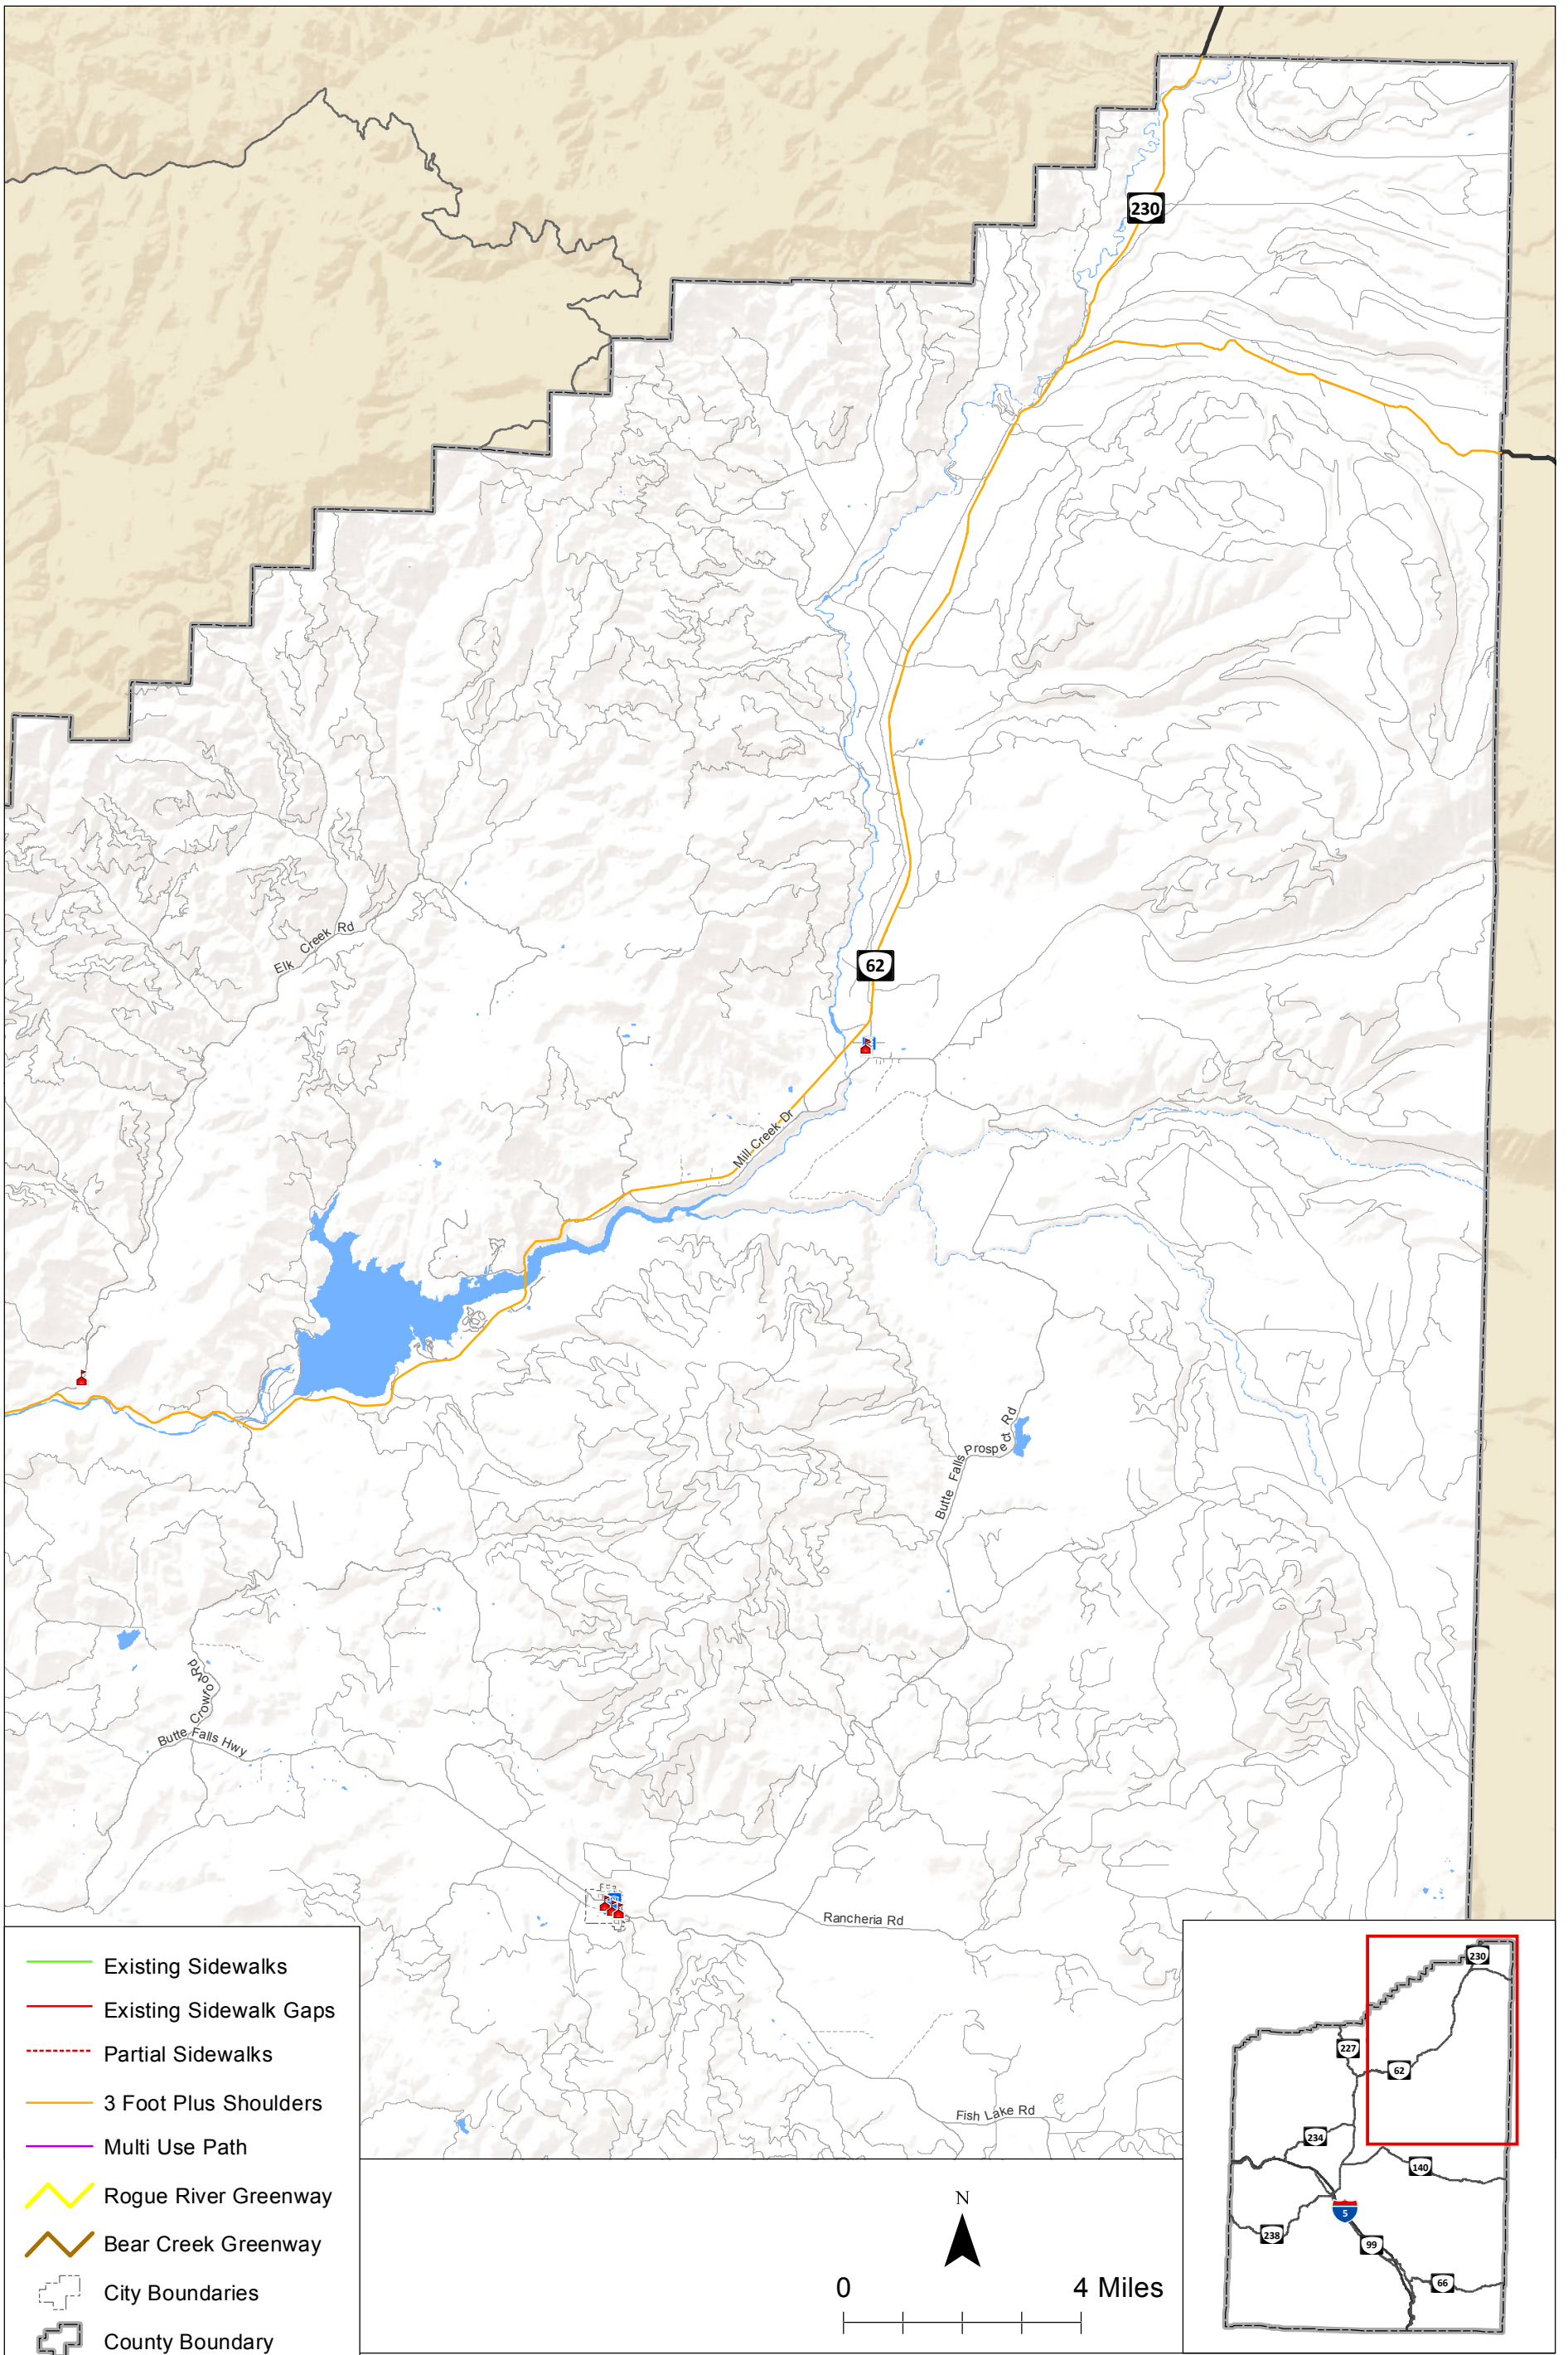 230
62
Elk Creek Rd
Mill Creek Dr
Butte Falls Prospect Rd
Butte Crowfo Rd
Butte Falls Hwy
Rancheria Rd
Fish Lake Rd
Existing Sidewalks
Existing Sidewalk Gaps
Partial Sidewalks
3 Foot Plus Shoulders
Multi Use Path
Rogue River Greenway
Bear Creek Greenway
City Boundaries
County Boundary
N
0 4 Miles
230
227
62
234
140
5
238
99
66